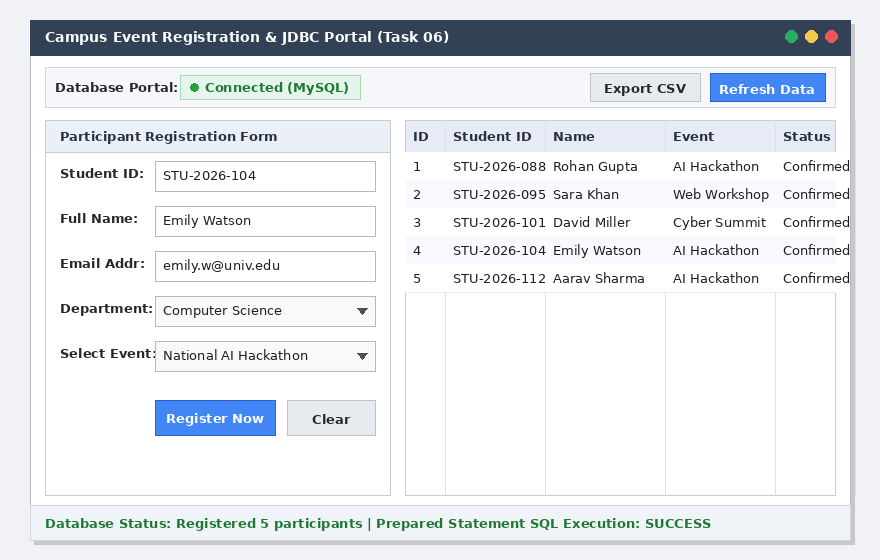 Campus Event Registration & JDBC Portal (Task 06)
Database Portal: Connected (MySQL) Export CSV Refresh Data
Participant Registration Form
Student ID: STU-2026-104
Full Name: Emily Watson
Email Addr: emily.w@univ.edu
Department: Computer Science
Select Event: National AI Hackathon
Register Now Clear
ID Student ID Name Event Status
1 STU-2026-088 Rohan Gupta AI Hackathon Confirmed
2 STU-2026-095 Sara Khan Web Workshop Confirmed
3 STU-2026-101 David Miller Cyber Summit Confirmed
4 STU-2026-104 Emily Watson AI Hackathon Confirmed
5 STU-2026-112 Aarav Sharma AI Hackathon Confirmed
Database Status: Registered 5 participants | Prepared Statement SQL Execution: SUCCESS